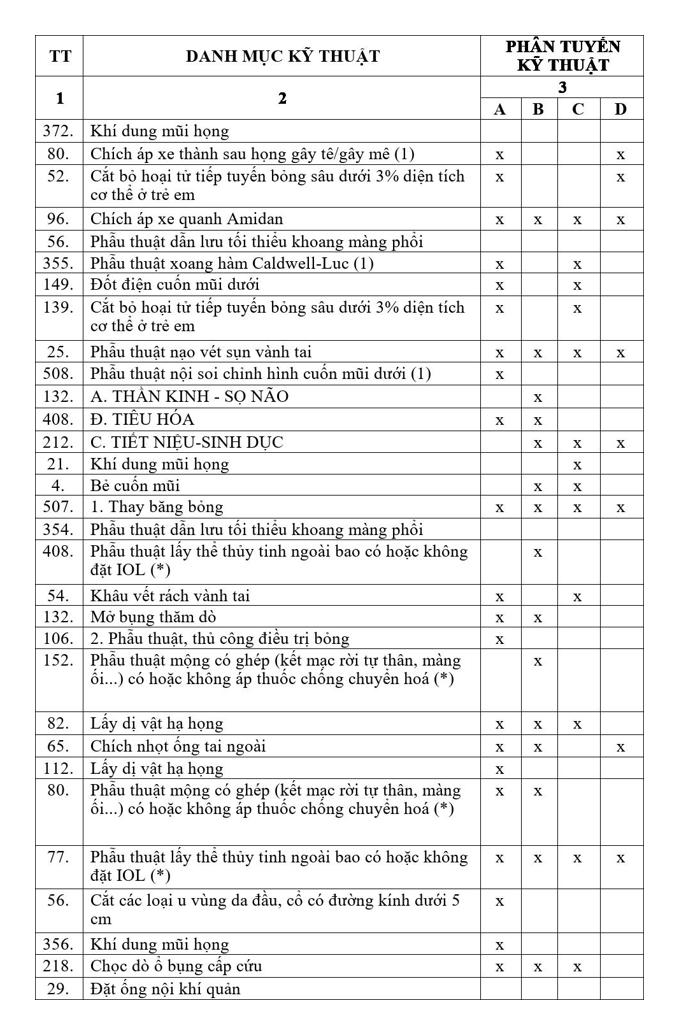 TT DANH MỤC KỸ THUẬT PHÂN TUYẾN
KỸ THUẬT
1 2 3
A B C D
372. Khí dung mũi họng
80. Chích áp xe thành sau họng gây tê/gây mê (1) x x
52. Cắt bỏ hoại tử tiếp tuyến bỏng sâu dưới 3% diện tích x x
cơ thể ở trẻ em
96. Chích áp xe quanh Amidan x x x x
56. Phẫu thuật dẫn lưu tối thiểu khoang màng phổi
355. Phẫu thuật xoang hàm Caldwell-Luc (1) x x
149. Đốt điện cuốn mũi dưới x x
139. Cắt bỏ hoại tử tiếp tuyến bỏng sâu dưới 3% diện tích x x
cơ thể ở trẻ em
25. Phẫu thuật nạo vét sụn vành tai x x x x
508. Phẫu thuật nội soi chỉnh hình cuốn mũi dưới (1) x
132. A. THẦN KINH - SỌ NÃO x
408. Đ. TIÊU HÓA x x
212. C. TIẾT NIỆU-SINH DỤC x x x
21. Khí dung mũi họng x
4. Bẻ cuốn mũi x x
507. 1. Thay băng bỏng x x x x
354. Phẫu thuật dẫn lưu tối thiểu khoang màng phổi
408. Phẫu thuật lấy thể thủy tinh ngoài bao có hoặc không x
đặt IOL (*)
54. Khâu vết rách vành tai x x
132. Mở bụng thăm dò x x
106. 2. Phẫu thuật, thủ công điều trị bỏng x
152. Phẫu thuật mộng có ghép (kết mạc rời tự thân, màng x
ối...) có hoặc không áp thuốc chống chuyển hoá (*)
82. Lấy dị vật hạ họng x x x
65. Chích nhọt ống tai ngoài x x x
112. Lấy dị vật hạ họng x
80. Phẫu thuật mộng có ghép (kết mạc rời tự thân, màng x x
ối...) có hoặc không áp thuốc chống chuyển hoá (*)
77. Phẫu thuật lấy thể thủy tinh ngoài bao có hoặc không x x x x
đặt IOL (*)
56. Cắt các loại u vùng da đầu, cổ có đường kính dưới 5 x
cm
356. Khí dung mũi họng x
218. Chọc dò ổ bụng cấp cứu x x x
29. Đặt ống nội khí quản